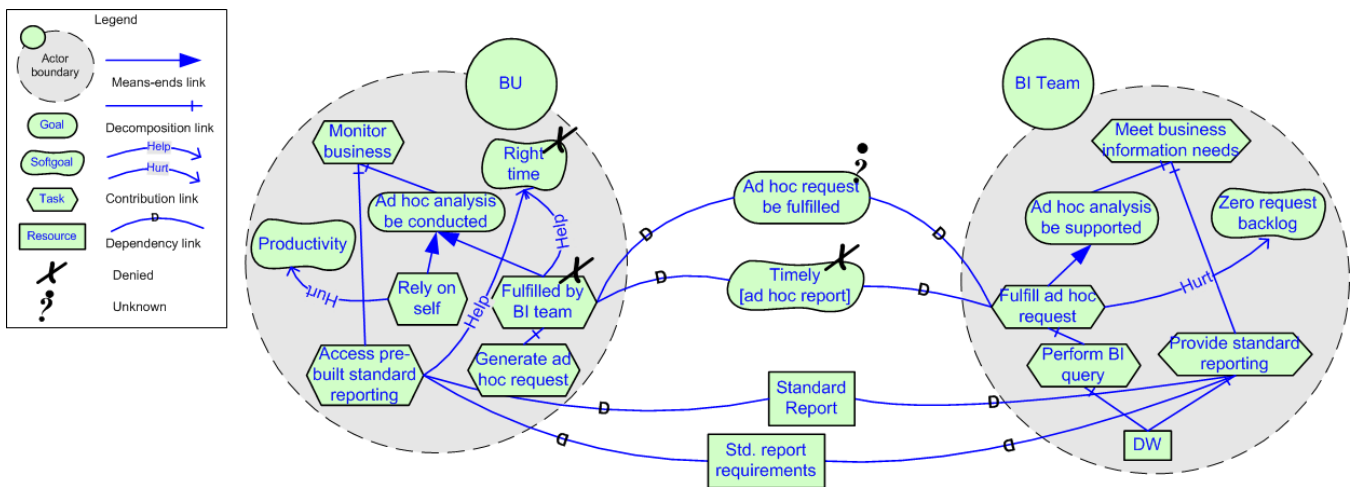 Legend
Actor
boundary
Means-ends link
Decomposition link
Goal
Help
Softgoal
Hurt
Contribution link
Task
D
Resource
Dependency link
Denied
?
Unknown
BU
Monitor
business
Right
time
Ad hoc analysis
be conducted
Productivity
Help
Rely on
self
Hurt
Fulfilled by
BI team
Help
Access pre-
built standard
reporting
Generate ad
hoc request
?
Ad hoc request
be fulfilled
D
D
Timely
[ad hoc report]
D
D
Standard
Report
D
D
Std. report
requirements
D
D
BI Team
Meet business
information needs
Ad hoc analysis
be supported
Zero request
backlog
Hurt
Fulfill ad hoc
request
Perform BI
query
Provide standard
reporting
DW